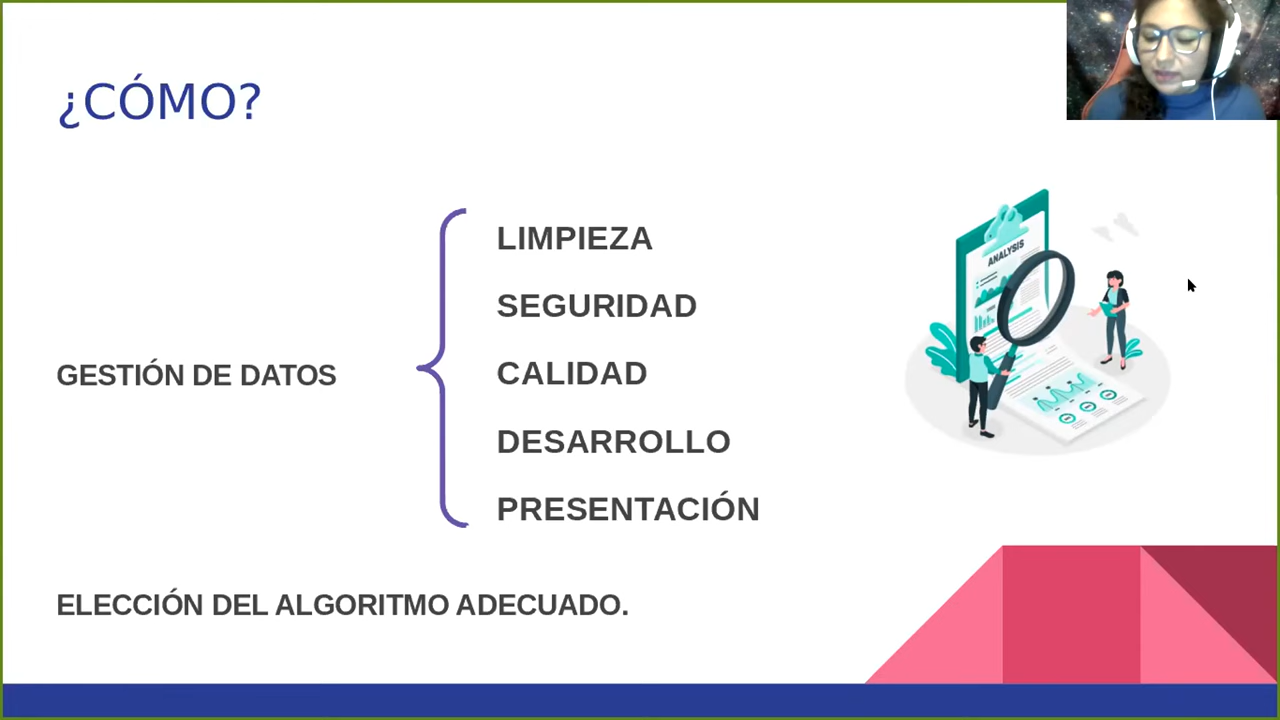 ¿CÓMO?
LIMPIEZA
SEGURIDAD
GESTIÓN DE DATOS
CALIDAD
DESARROLLO
PRESENTACIÓN
ELECCIÓN DEL ALGORITMO ADECUADO.
ANALYSIS